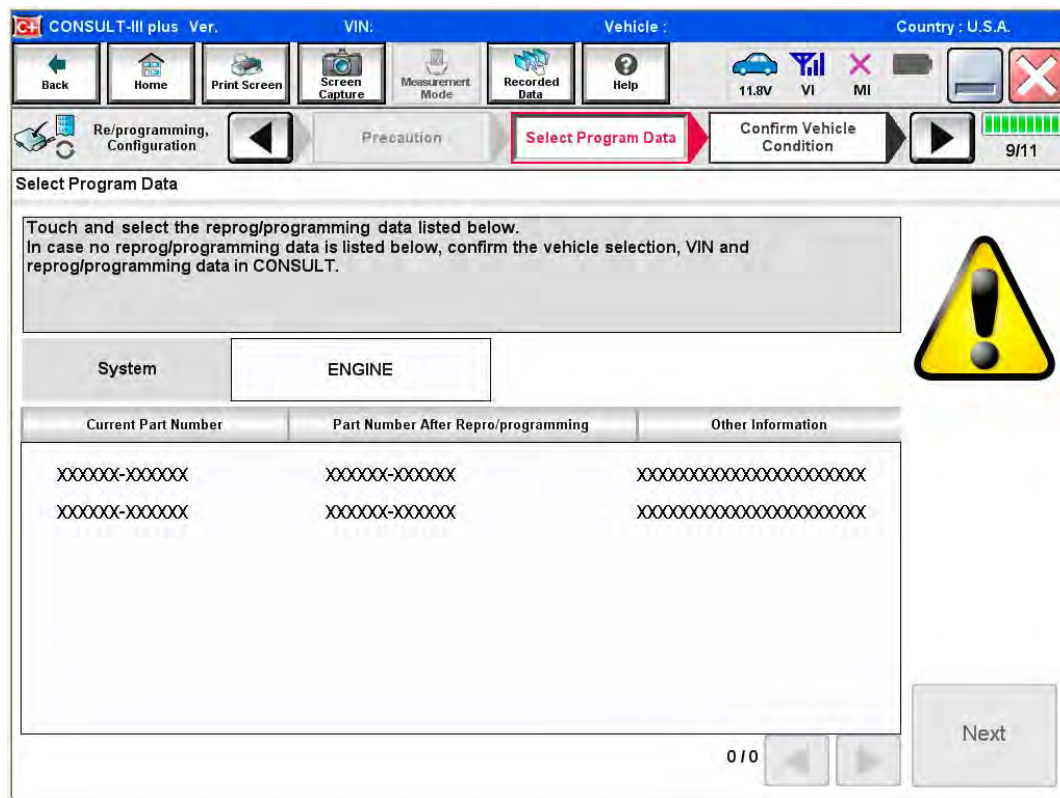 C+ CONSULT-III plus Ver. VIN: Vehicle : Country : U.S.A.
Back
Home
Print Screen
Screen Capture
Measurement Mode
Recorded Data
Help
11.8V
VI
MI
Re/programming, Configuration
Precaution
Select Program Data
Confirm Vehicle Condition
9/11
Select Program Data
Touch and select the reprog/programming data listed below.
In case no reprog/programming data is listed below, confirm the vehicle selection, VIN and
reprog/programming data in CONSULT.
System ENGINE
Current Part Number Part Number After Repro/programming Other Information
XXXXXX-XXXXXX XXXXXX-XXXXXX XXXXXXXXXXXXXXXXXXXXXX
XXXXXX-XXXXXX XXXXXX-XXXXXX XXXXXXXXXXXXXXXXXXXXXX
Next
0/0